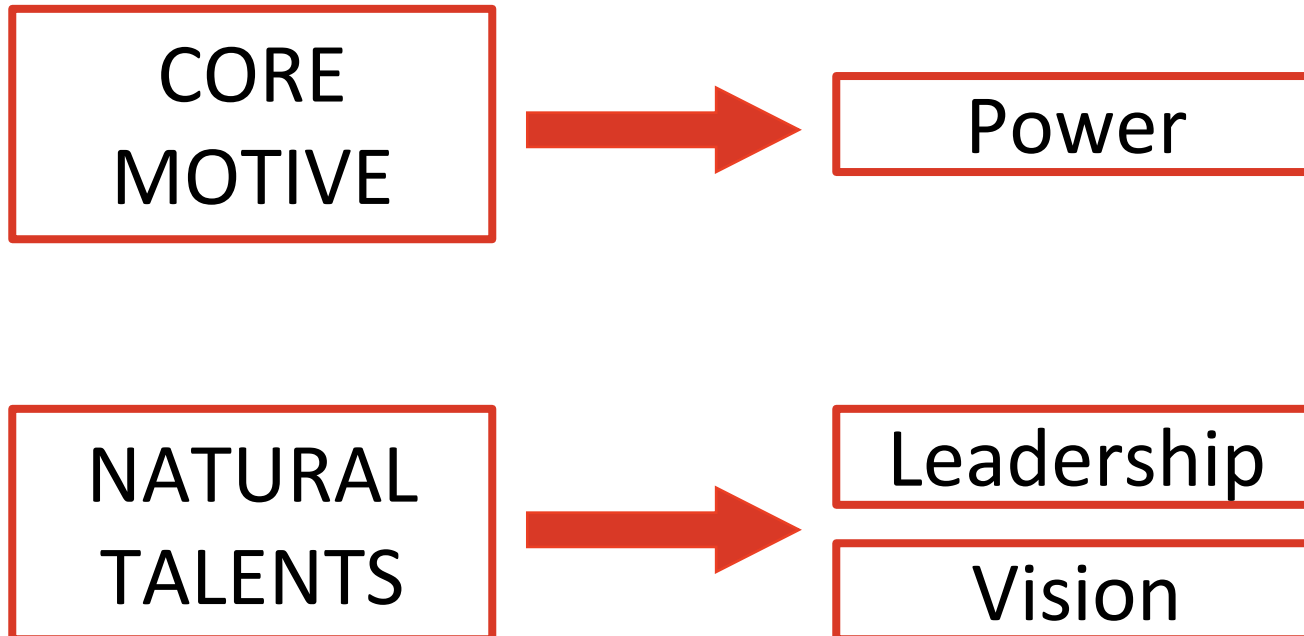 CORE
MOTIVE
Power
NATURAL
TALENTS
Leadership
Vision